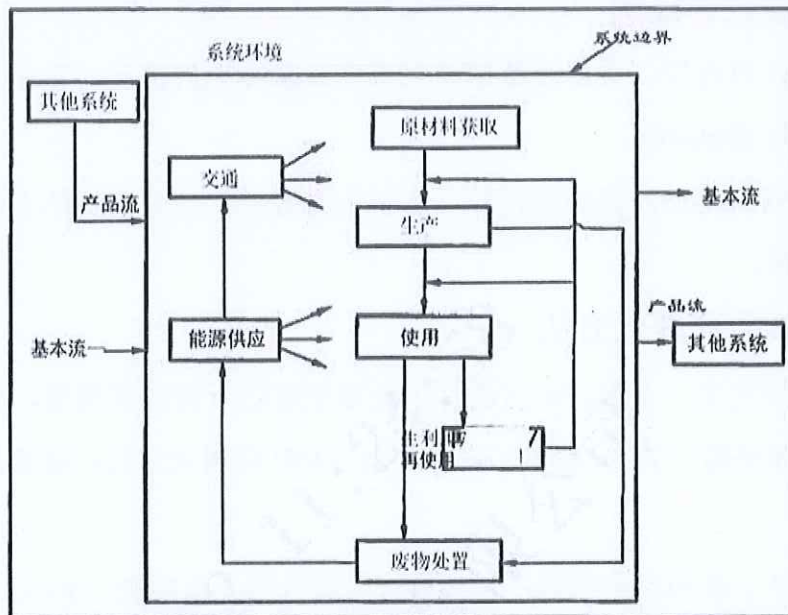 系统环境
系统边界
其他系统
原材料获取
交通
产品流
基本流
生产
产品流
基本流
能源供应
使用
其他系统
生利
再使用
废物处置